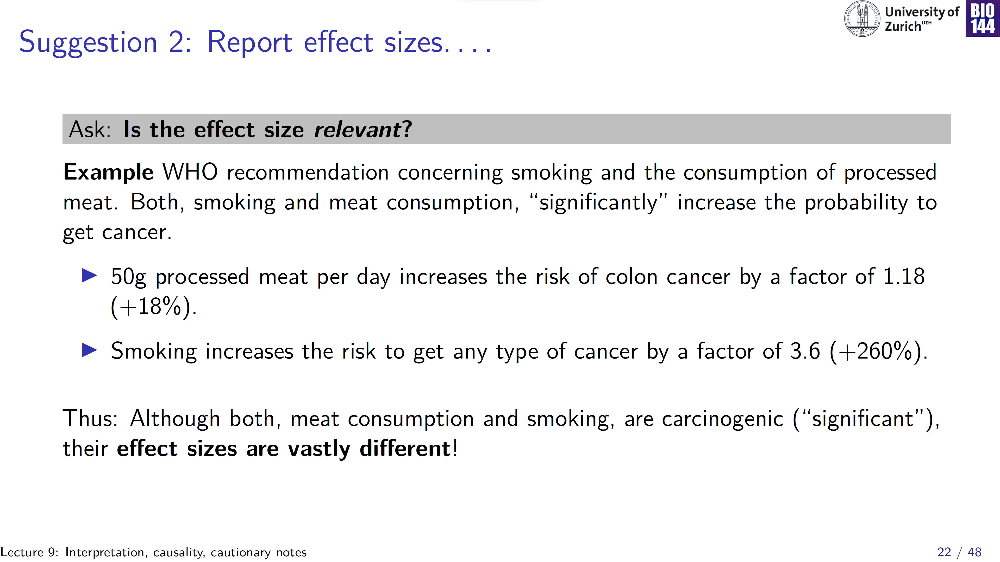 University of
Zurich UZH
BIO
144
Suggestion 2: Report effect sizes. . . .
Ask: Is the effect size relevant?
Example WHO recommendation concerning smoking and the consumption of processed
meat. Both, smoking and meat consumption, “significantly” increase the probability to
get cancer.
▶ 50g processed meat per day increases the risk of colon cancer by a factor of 1.18
(+18%).
▶ Smoking increases the risk to get any type of cancer by a factor of 3.6 (+260%).
Thus: Although both, meat consumption and smoking, are carcinogenic (“significant”),
their effect sizes are vastly different!
Lecture 9: Interpretation, causality, cautionary notes
22 / 48